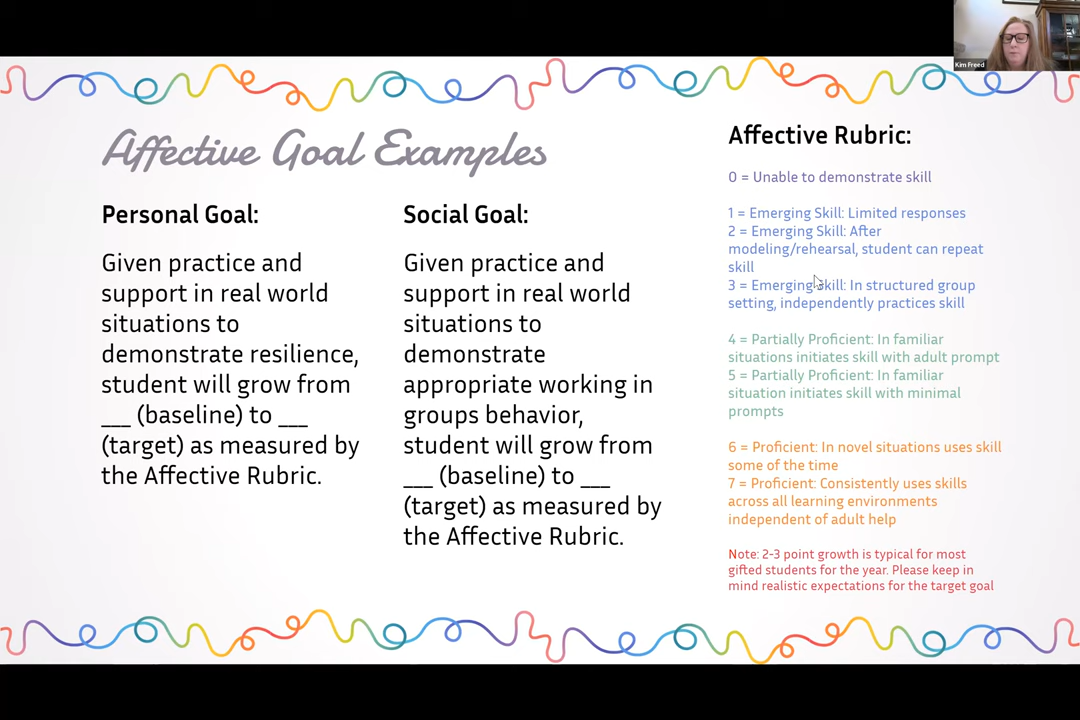 Kim Freed
Affective Goal Examples
Personal Goal:
Given practice and
support in real world
situations to
demonstrate resilience,
student will grow from
___ (baseline) to ___
(target) as measured by
the Affective Rubric.
Social Goal:
Given practice and
support in real world
situations to
demonstrate
appropriate working in
groups behavior,
student will grow from
___ (baseline) to ___
(target) as measured by
the Affective Rubric.
Affective Rubric:
0 = Unable to demonstrate skill
1 = Emerging Skill: Limited responses
2 = Emerging Skill: After
modeling/rehearsal, student can repeat
skill
3 = Emerging Skill: In structured group
setting, independently practices skill
4 = Partially Proficient: In familiar
situations initiates skill with adult prompt
5 = Partially Proficient: In familiar
situation initiates skill with minimal
prompts
6 = Proficient: In novel situations uses skill
some of the time
7 = Proficient: Consistently uses skills
across all learning environments
independent of adult help
Note: 2-3 point growth is typical for most
gifted students for the year. Please keep in
mind realistic expectations for the target goal